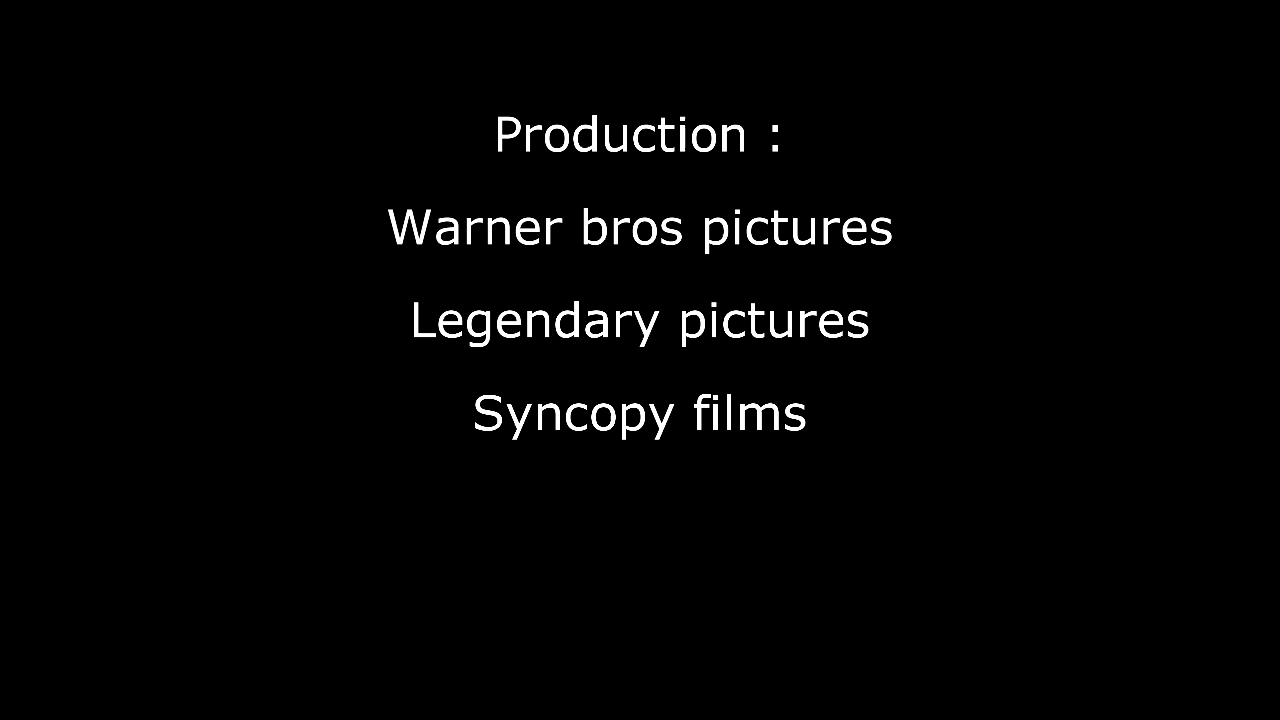 Production :
Warner bros pictures
Legendary pictures
Syncopy films